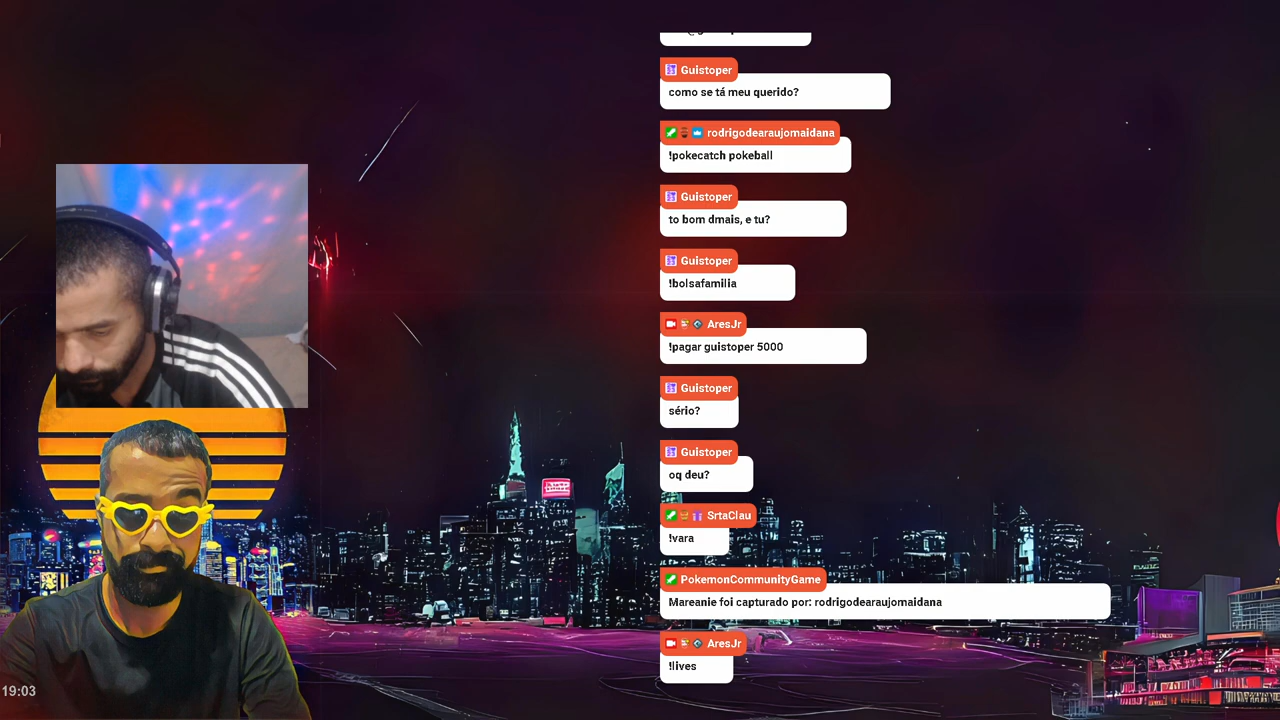 Guistoper
como se tá meu querido?
rodrigodearaujomaidana
!pokecatch pokeball
Guistoper
to bom dmais, e tu?
Guistoper
!bolsafamilia
AresJr
!pagar guistoper 5000
Guistoper
sério?
Guistoper
oq deu?
SrtaClau
!vara
PokemonCommunityGame
Mareanie foi capturado por: rodrigodearaujomaidana
AresJr
!lives
19:03